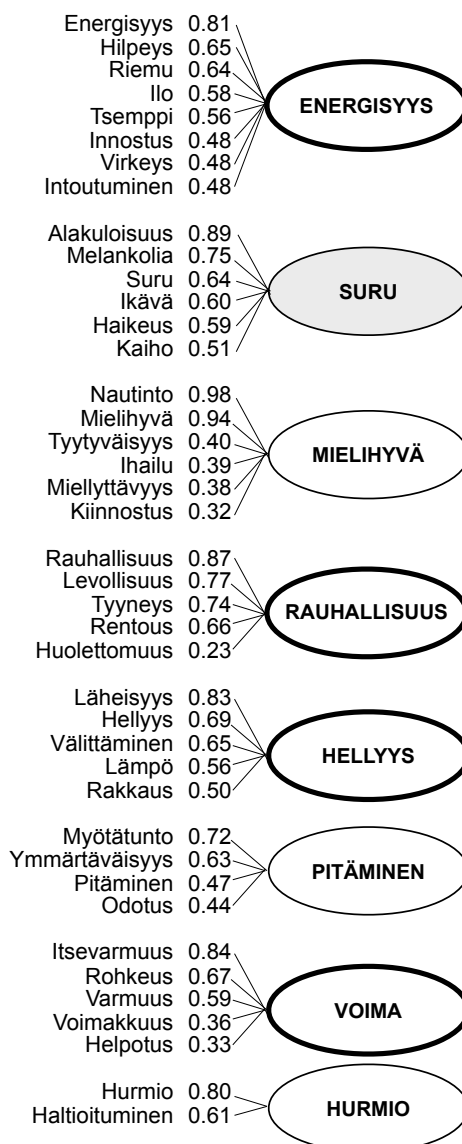 Energisyys 0.81
Hilpeys 0.65
Riemu 0.64
Ilo 0.58
Tsemppi 0.56
Innostus 0.48
Virkeys 0.48
Intoutuminen 0.48
ENERGISYYS
Alakuloisuus 0.89
Melankolia 0.75
Suru 0.64
Ikävä 0.60
Haikeus 0.59
Kaiho 0.51
SURU
Nautinto 0.98
Mielihyvä 0.94
Tyytyväisyys 0.40
Ihailu 0.39
Miellyttävyys 0.38
Kiinnostus 0.32
MIELIHYVÄ
Rauhallisuus 0.87
Levollisuus 0.77
Tyyneys 0.74
Rentous 0.66
Huolettomuus 0.23
RAUHALLISUUS
Läheisyys 0.83
Hellyys 0.69
Välittäminen 0.65
Lämpö 0.56
Rakkaus 0.50
HELLYYS
Myötätunto 0.72
Ymmärtäväisyys 0.63
Pitäminen 0.47
Odotus 0.44
PITÄMINEN
Itsevarmuus 0.84
Rohkeus 0.67
Varmuus 0.59
Voimakkuus 0.36
Helpotus 0.33
VOIMA
Hurmio 0.80
Haltioituminen 0.61
HURMIO